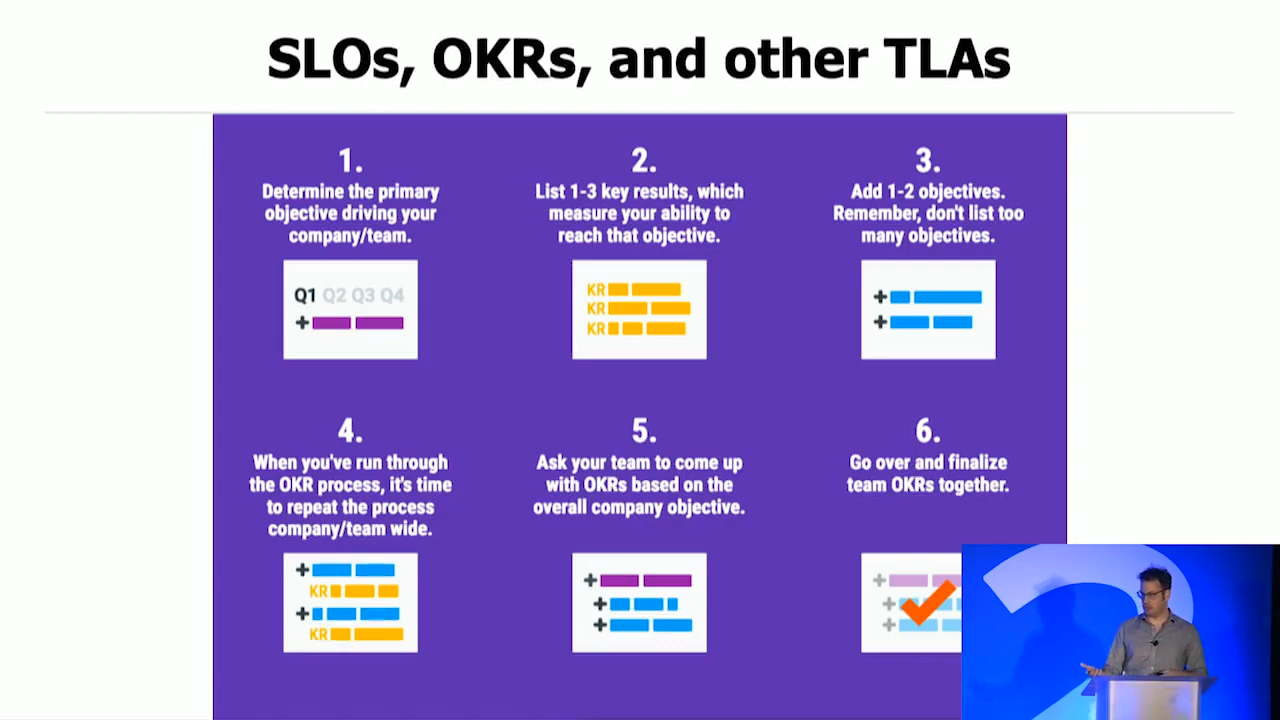 SLOs, OKRs, and other TLAs
1.
Determine the primary
objective driving your
company/team.
Q1 Q2 Q3 Q4
2.
List 1-3 key results, which
measure your ability to
reach that objective.
KR
KR
KR
3.
Add 1-2 objectives.
Remember, don't list too
many objectives.
4.
When you've run through
the OKR process, it's time
to repeat the process
company/team wide.
KR
KR
5.
Ask your team to come up
with OKRs based on the
overall company objective.
6.
Go over and finalize
team OKRs together.